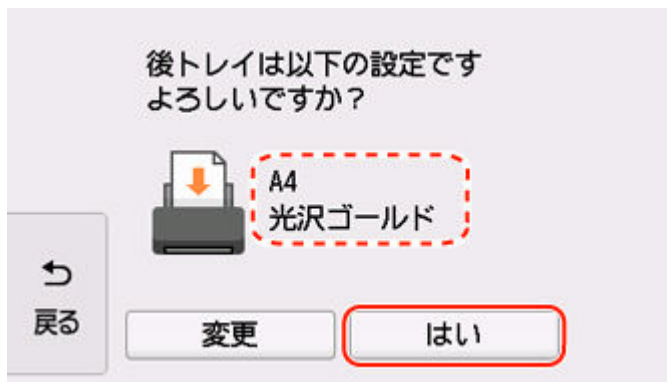 後トレイは以下の設定です
よろしいですか？
A4
光沢ゴールド
戻る
変更
はい